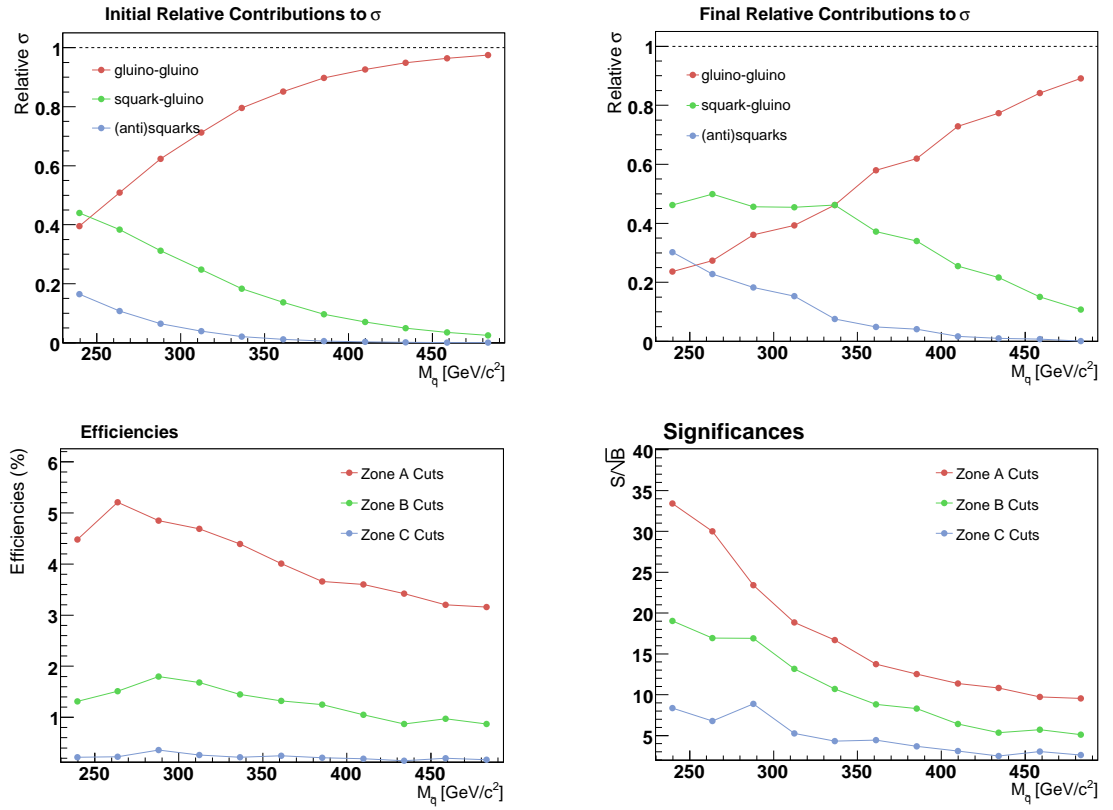 Initial Relative Contributions to σ
Relative σ
1
0.8
0.6
0.4
0.2
0
gluino-gluino
squark-gluino
(anti)squarks
240
300
350
400
450
M_q [GeV/c²]
Final Relative Contributions to σ
Relative σ
1
0.8
0.6
0.4
0.2
0
gluino-gluino
squark-gluino
(anti)squarks
240
300
350
400
450
M_q [GeV/c²]
Efficiencies
Efficiencies (%)
6
5
4
3
2
1
Zone A Cuts
Zone B Cuts
Zone C Cuts
240
300
350
400
450
M_q [GeV/c²]
Significances
S/√B
40
35
30
25
20
15
10
5
Zone A Cuts
Zone B Cuts
Zone C Cuts
240
300
350
400
450
M_q [GeV/c²]